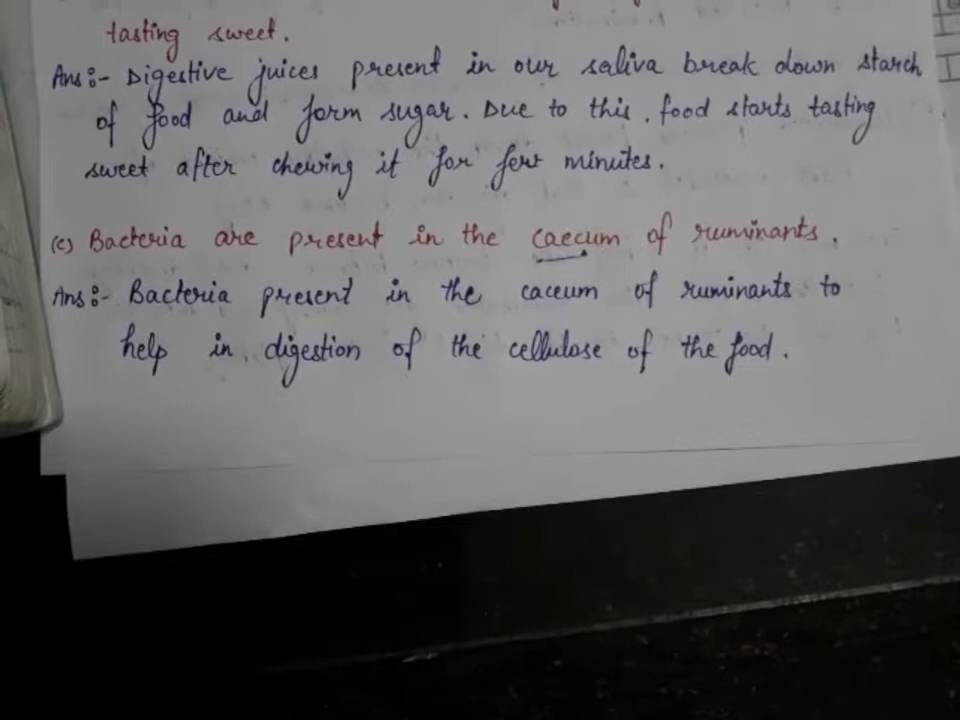 tasting sweet.
Ans:- Digestive juices present in our saliva break down starch
of food and form sugar. Due to this, food starts tasting
sweet after chewing it for few minutes.
(c) Bacteria are present in the caecum of ruminants.
Ans:- Bacteria present in the caceum of ruminants to
help in digestion of the cellulose of the food.